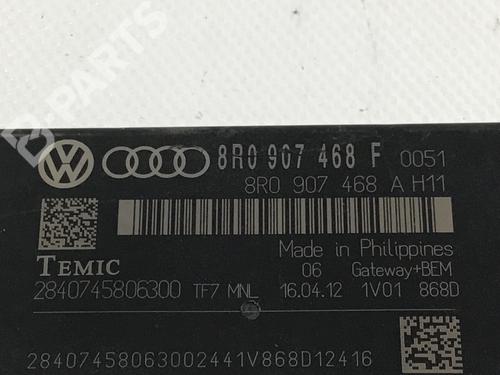 B-PARTS
8R0 907 468 F 0051
8R0 907 468 A H11
Made in Philippines
TEMIC 06 Gateway+BEM
2840745806300 TF7 MNL 16.04.12 1V01 868D
28407458063002441V868D12416